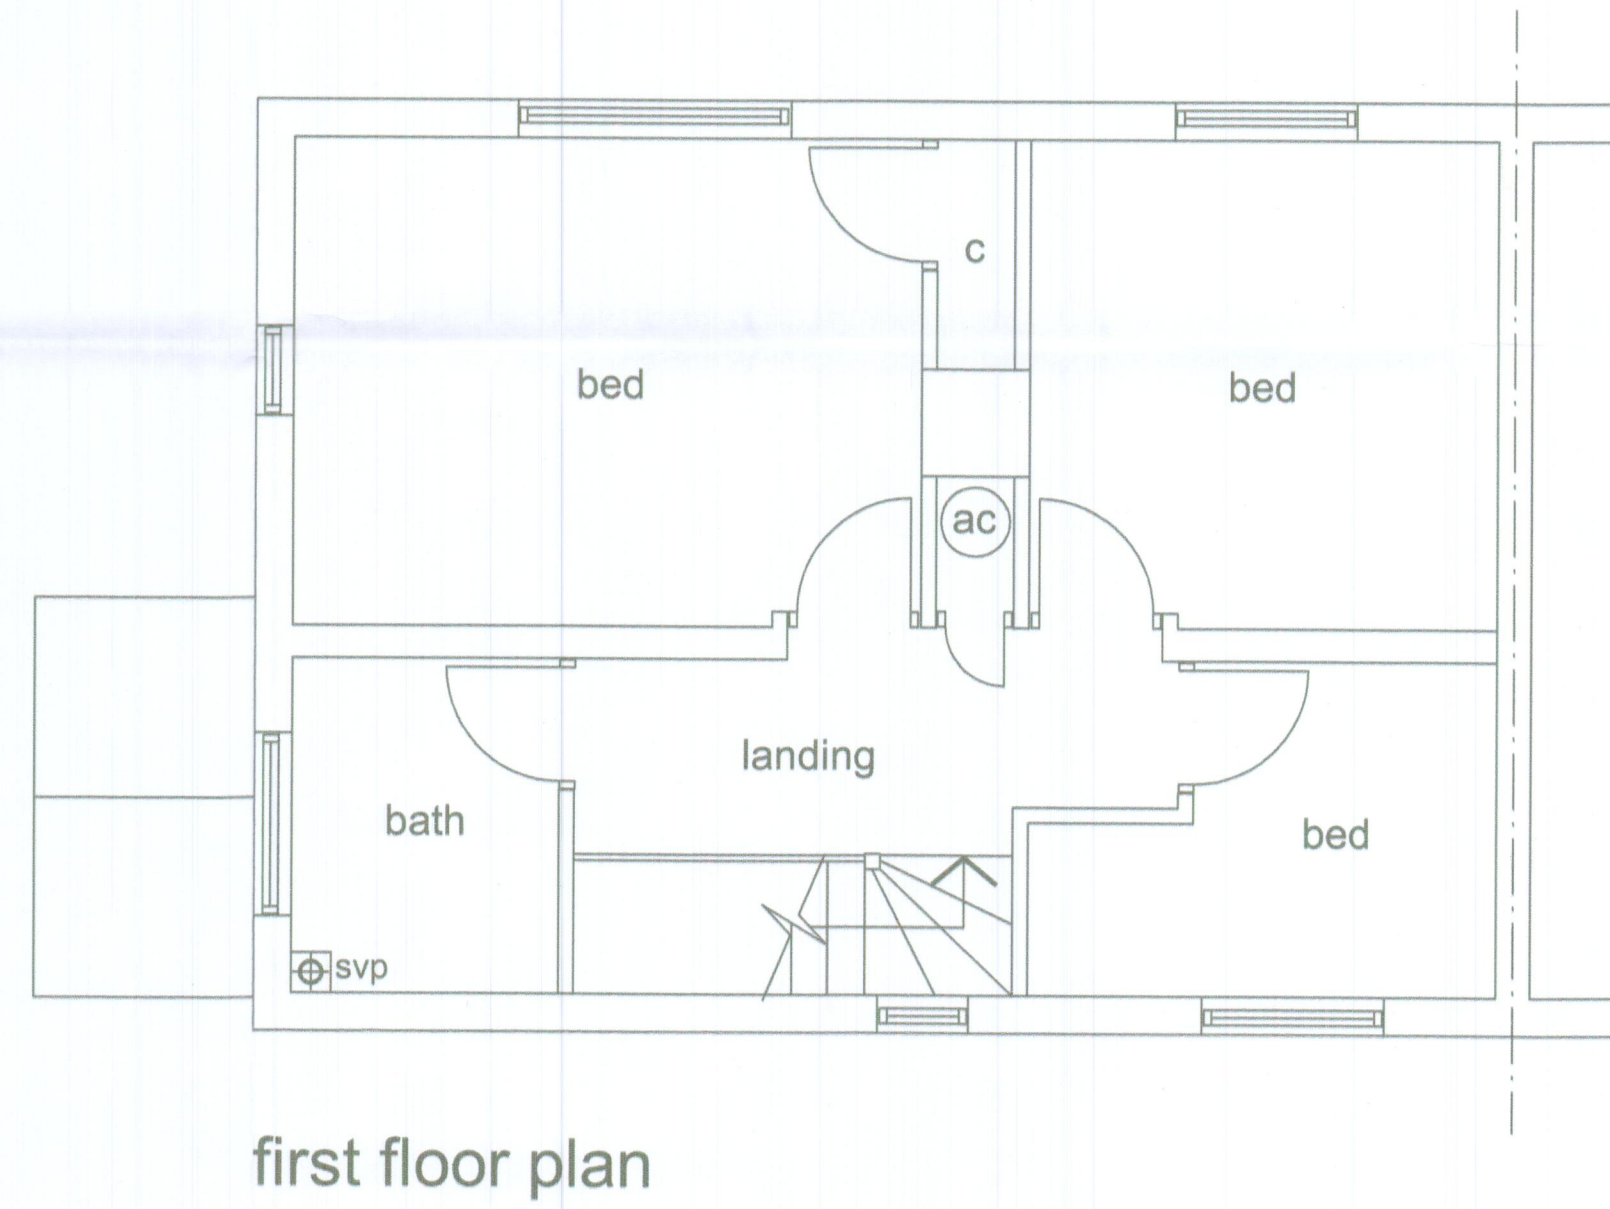 c
bed
bed
ac
landing
bath
bed
svp
first floor plan